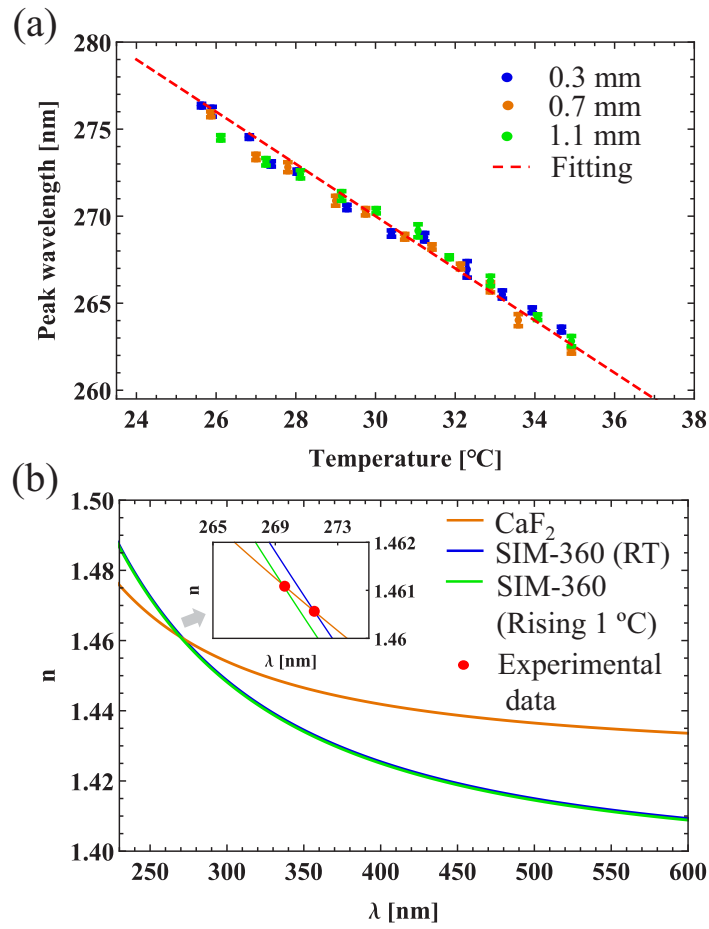 (a)
280
275
270
265
260
Peak wavelength [nm]
0.3 mm
0.7 mm
1.1 mm
Fitting
24 26 28 30 32 34 36 38
Temperature [°C]
(b)
1.50
1.48
1.46
1.44
1.42
1.40
n
265 269 273
1.462
1.461
1.46
n
λ [nm]
CaF₂
SIM-360 (RT)
SIM-360
(Rising 1 ºC)
Experimental
data
250 300 350 400 450 500 550 600
λ [nm]